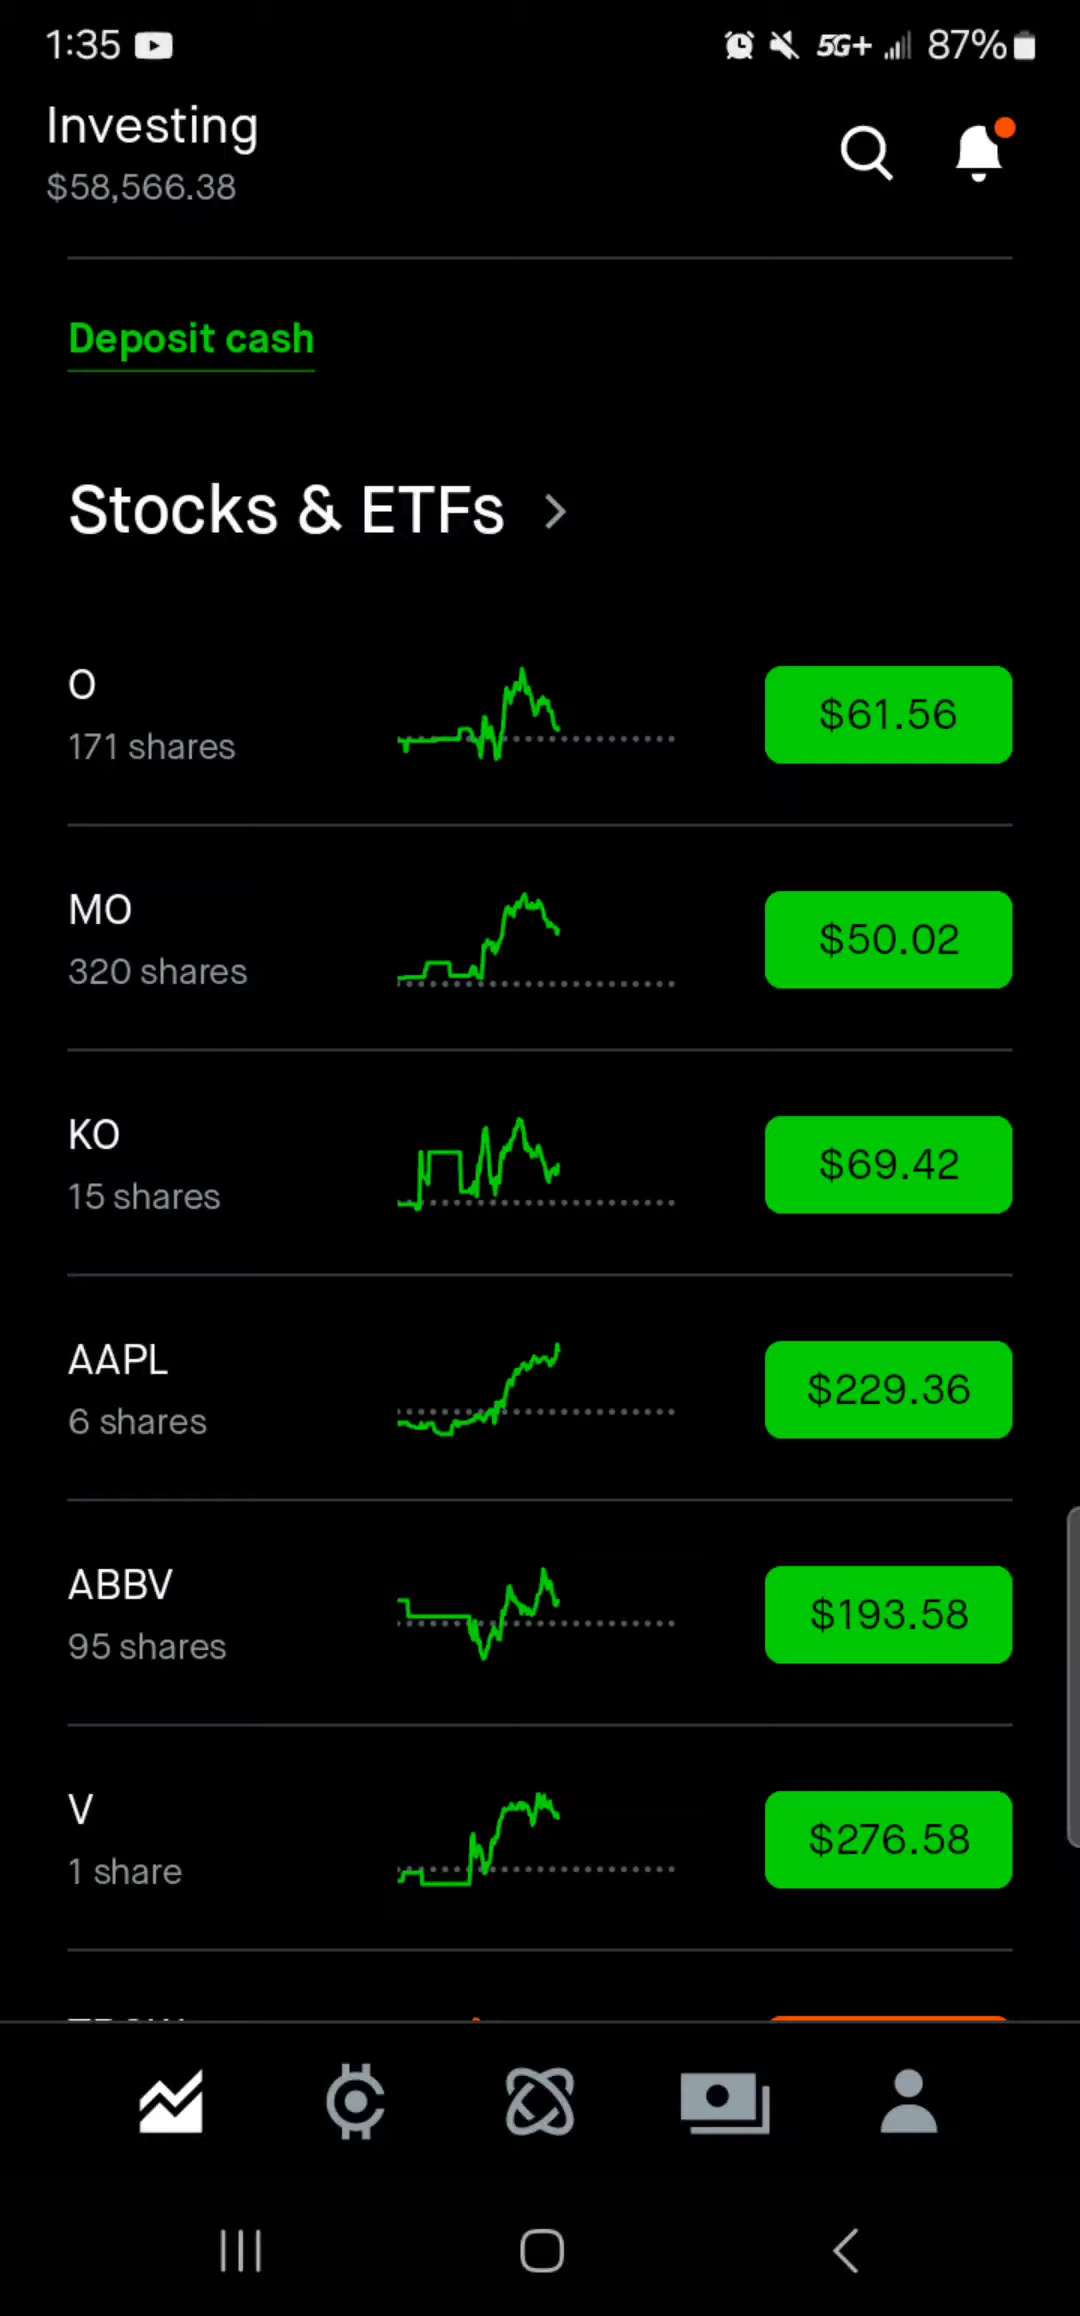 1:35
5G+ 87%
Investing
$58,566.38
Deposit cash
Stocks & ETFs
O
171 shares
$61.56
MO
320 shares
$50.02
KO
15 shares
$69.42
AAPL
6 shares
$229.36
ABBV
95 shares
$193.58
V
1 share
$276.58